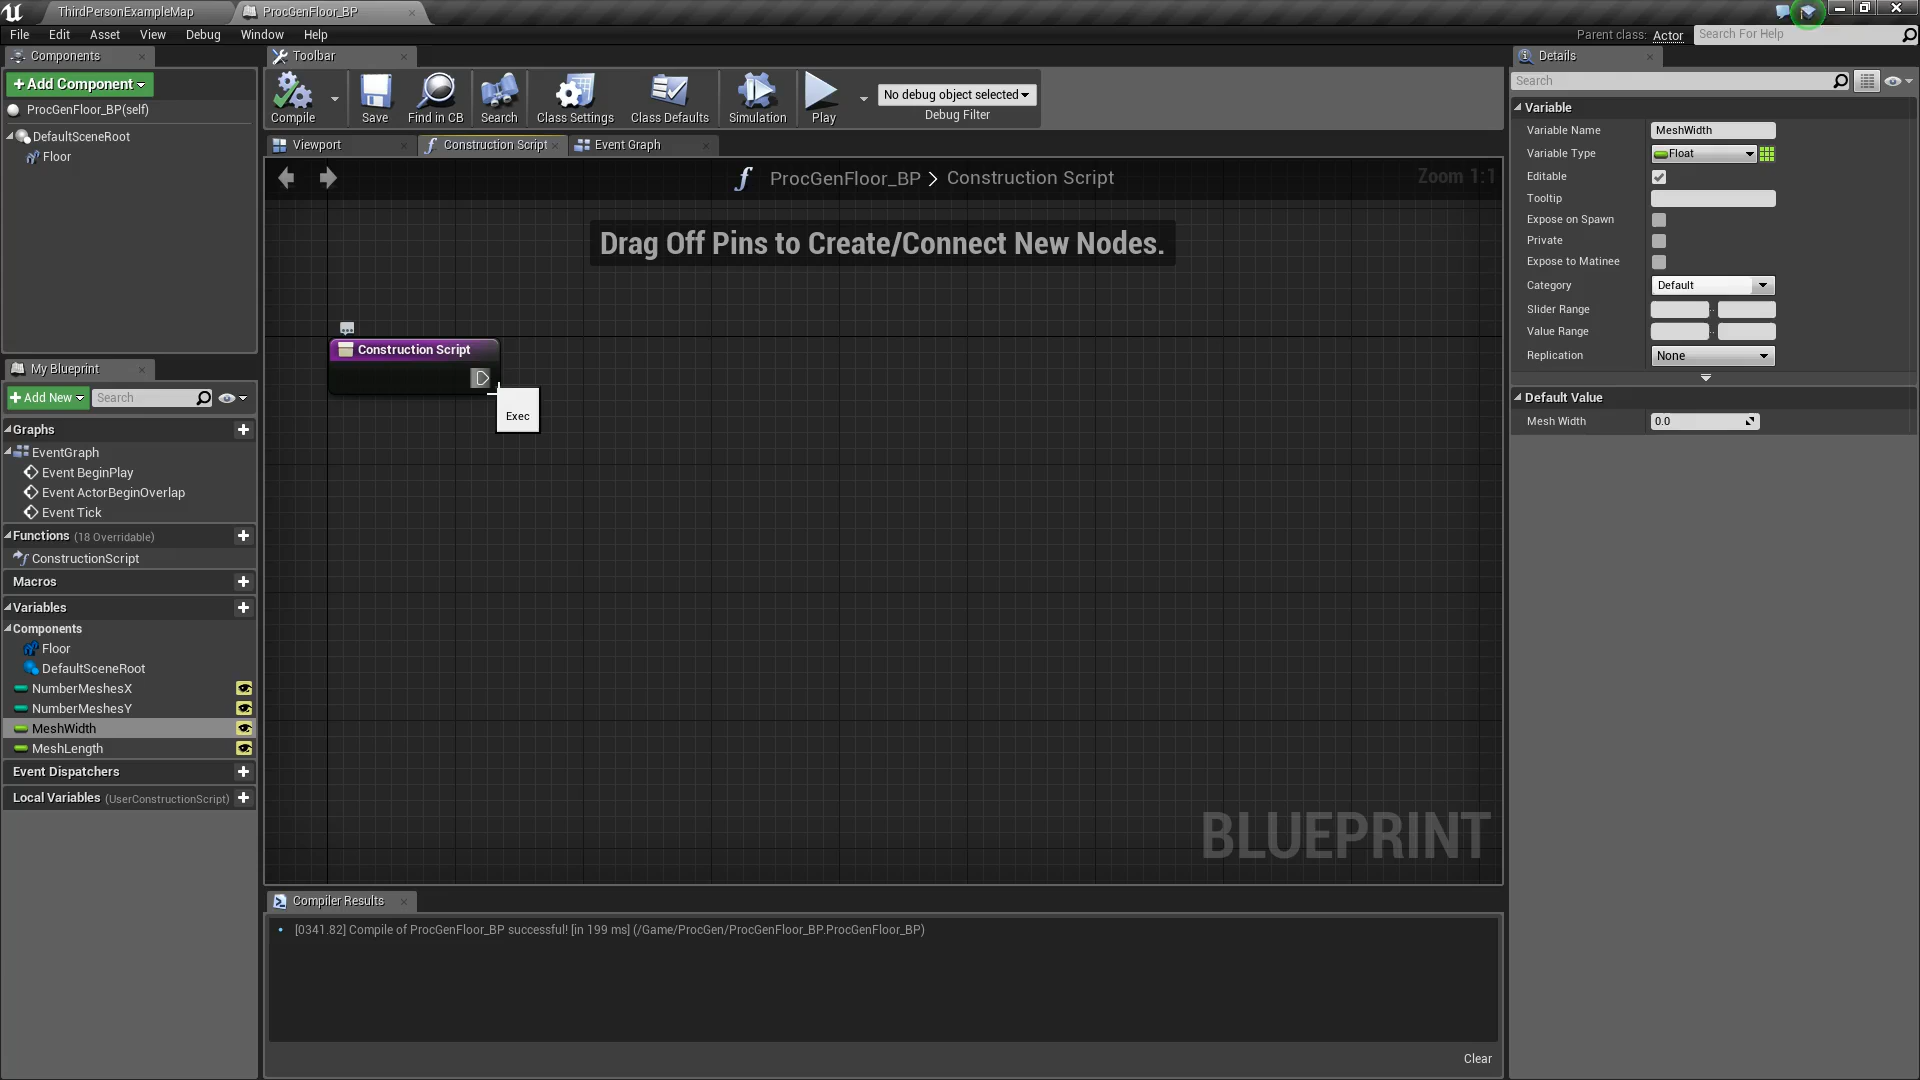 ThirdPersonExampleMap
ProcGenFloor_BP
File Edit Asset View Debug Window Help
Parent class: Actor
Search For Help
Components
Add Component
ProcGenFloor_BP(self)
DefaultSceneRoot
Floor
Toolbar
Compile
Save
Find in CB
Search
Class Settings
Class Defaults
Simulation
Play
No debug object selected
Debug Filter
Viewport
Construction Script
Event Graph
ProcGenFloor_BP > Construction Script
Zoom 1:1
Drag Off Pins to Create/Connect New Nodes.
Construction Script
Exec
BLUEPRINT
My Blueprint
Add New
Search
Graphs
EventGraph
Event BeginPlay
Event ActorBeginOverlap
Event Tick
Functions (18 Overridable)
ConstructionScript
Macros
Variables
Components
Floor
DefaultSceneRoot
NumberMeshesX
NumberMeshesY
MeshWidth
MeshLength
Event Dispatchers
Local Variables (UserConstructionScript)
Compiler Results
[0341.82] Compile of ProcGenFloor_BP successful! [in 199 ms] (/Game/ProcGen/ProcGenFloor_BP.ProcGenFloor_BP)
Clear
Details
Search
Variable
Variable Name MeshWidth
Variable Type Float
Editable
Tooltip
Expose on Spawn
Private
Expose to Matinee
Category Default
Slider Range
Value Range
Replication None
Default Value
Mesh Width 0.0